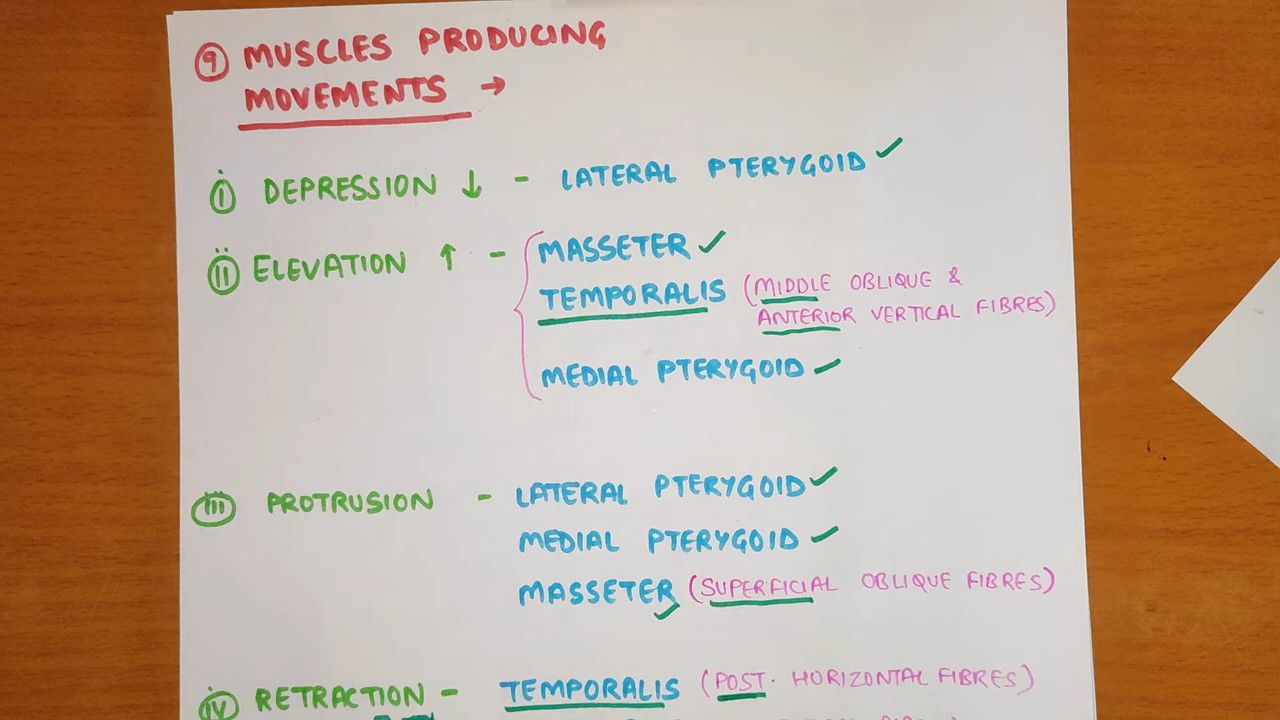 ⑨ MUSCLES PRODUCING
MOVEMENTS →
ⓘ DEPRESSION ↓ - LATERAL PTERYGOID ✓
ii ELEVATION ↑ - MASSETER ✓
TEMPORALIS (MIDDLE OBLIQUE &
ANTERIOR VERTICAL FIBRES)
MEDIAL PTERYGOID ✓
iii PROTRUSION - LATERAL PTERYGOID ✓
MEDIAL PTERYGOID ✓
MASSETER (SUPERFICIAL OBLIQUE FIBRES) ✓
iv RETRACTION - TEMPORALIS (POST. HORIZONTAL FIBRES)